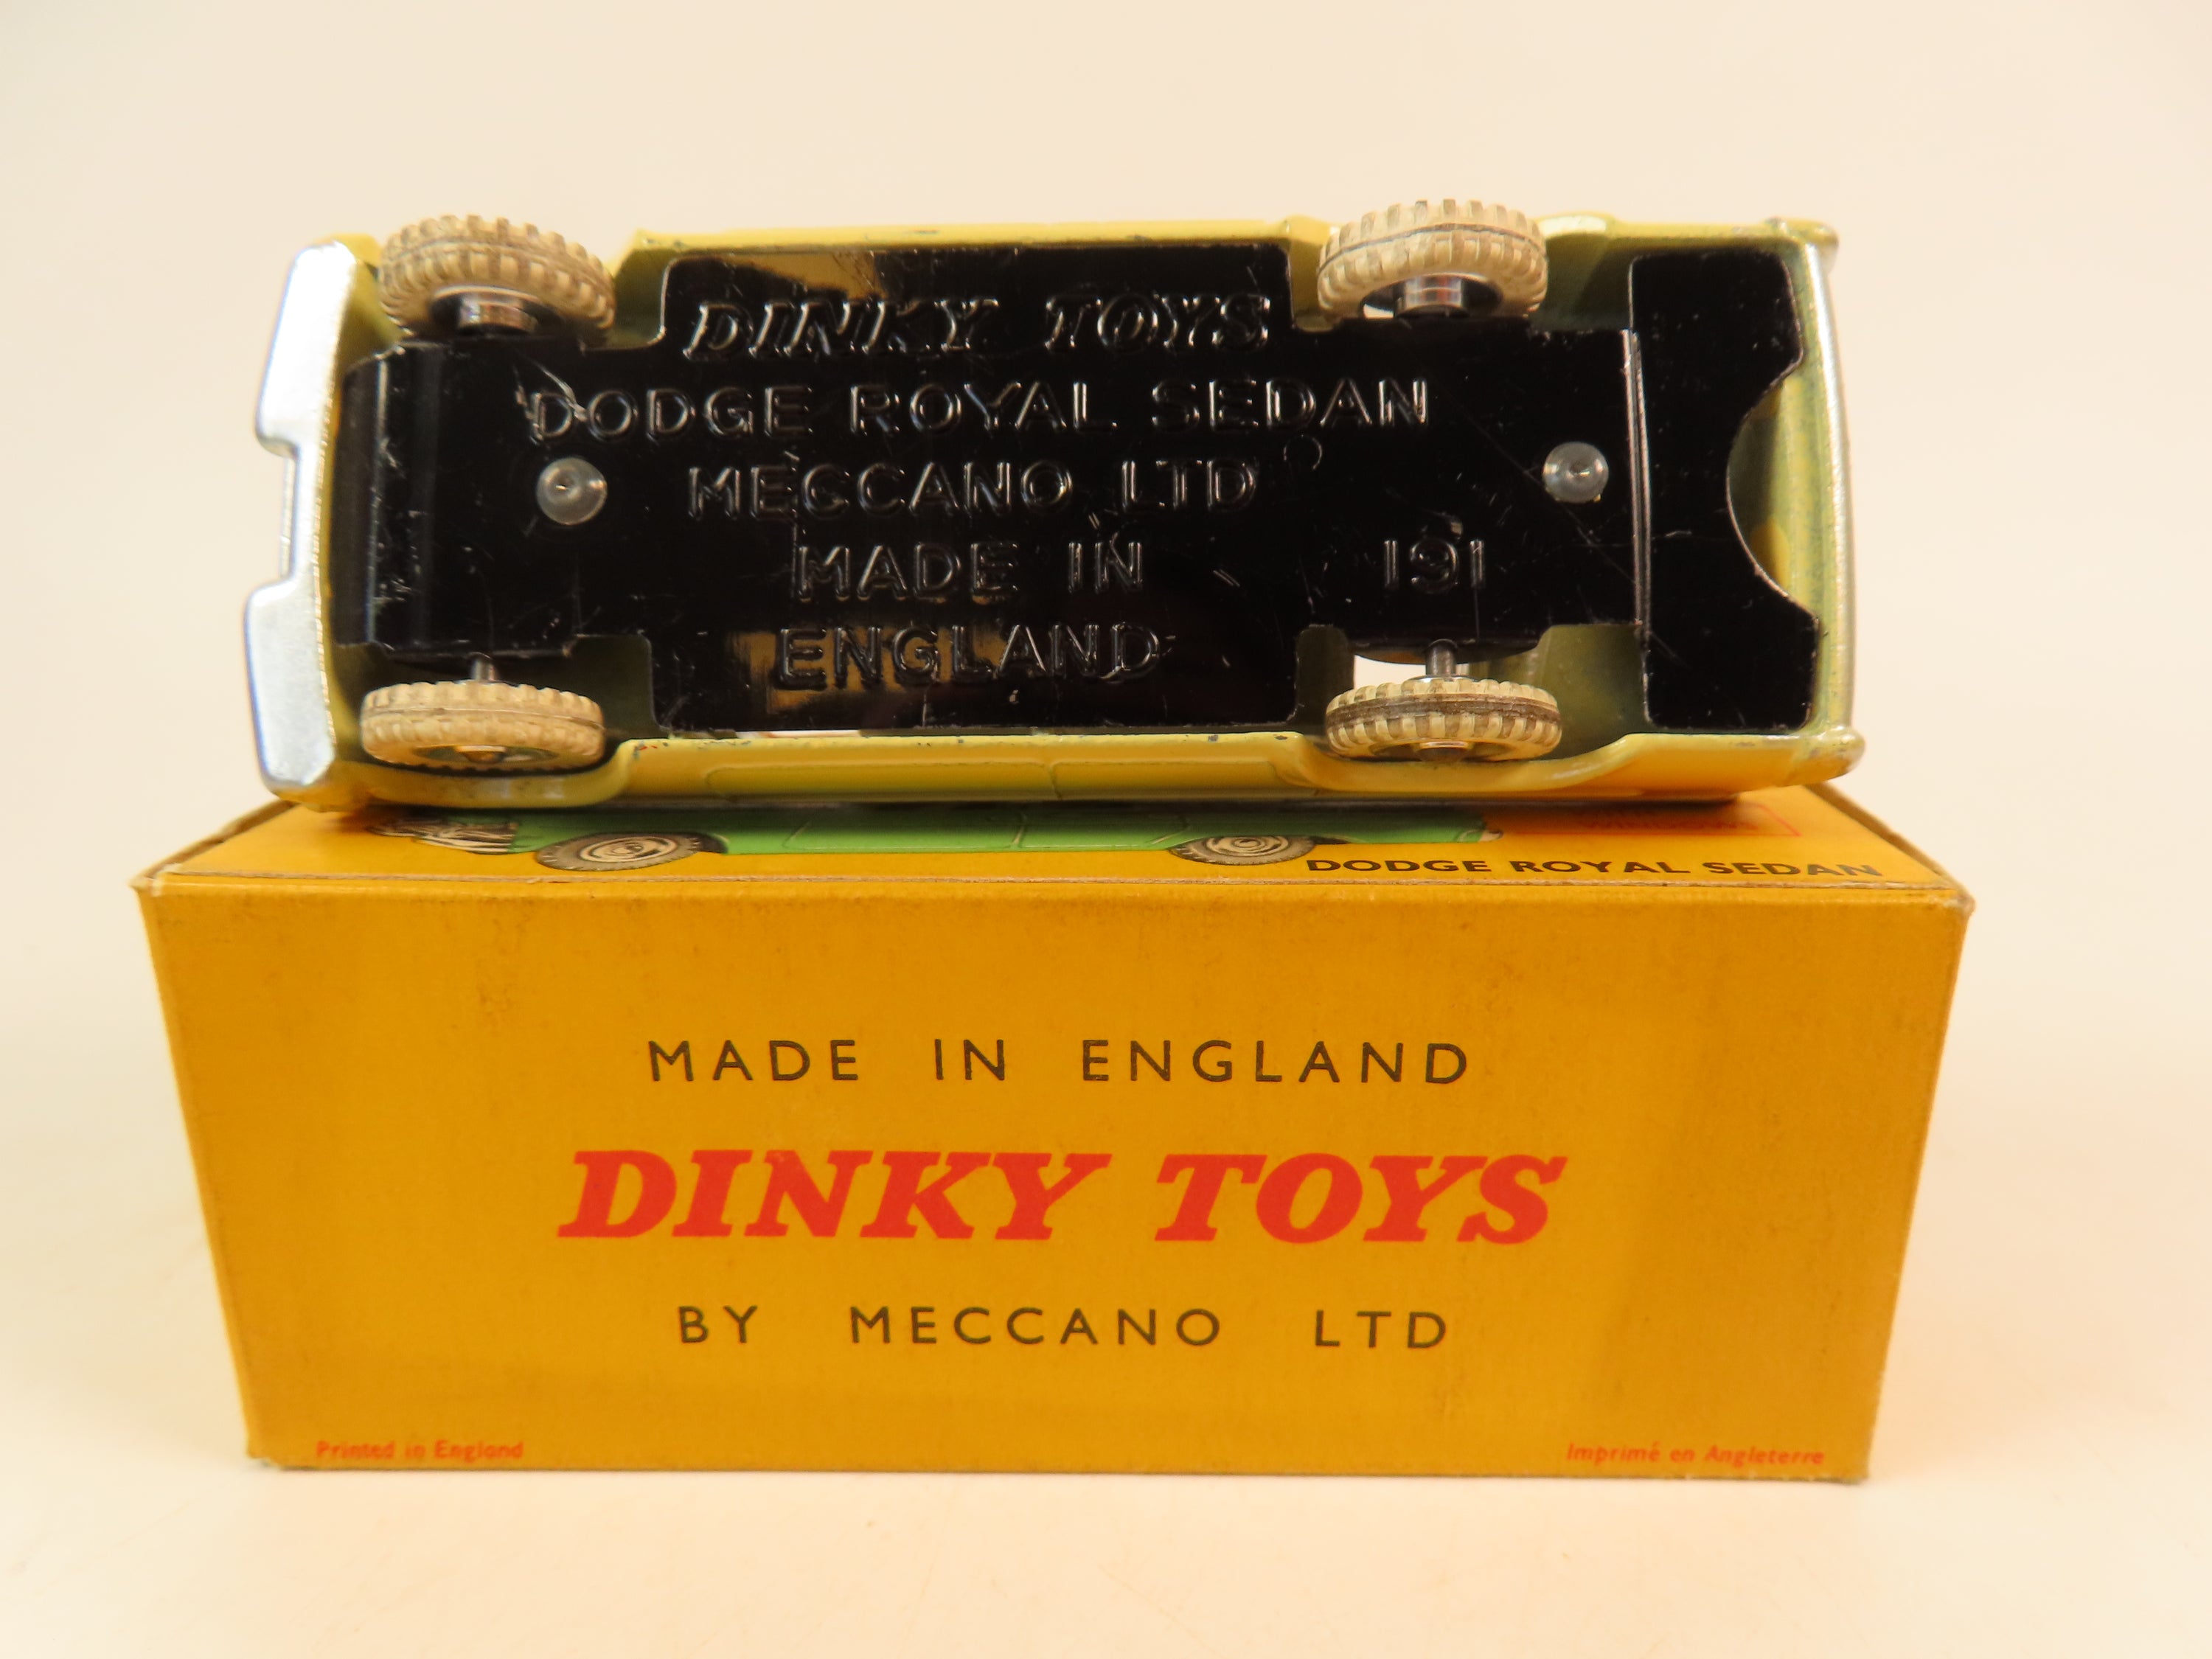 DINKY TOYS
DODGE ROYAL SEDAN
MECCANO LTD
MADE IN 191
ENGLAND
DODGE ROYAL SEDAN
MADE IN ENGLAND
DINKY TOYS
BY MECCANO LTD
Printed in England
Imprimé en Angleterre